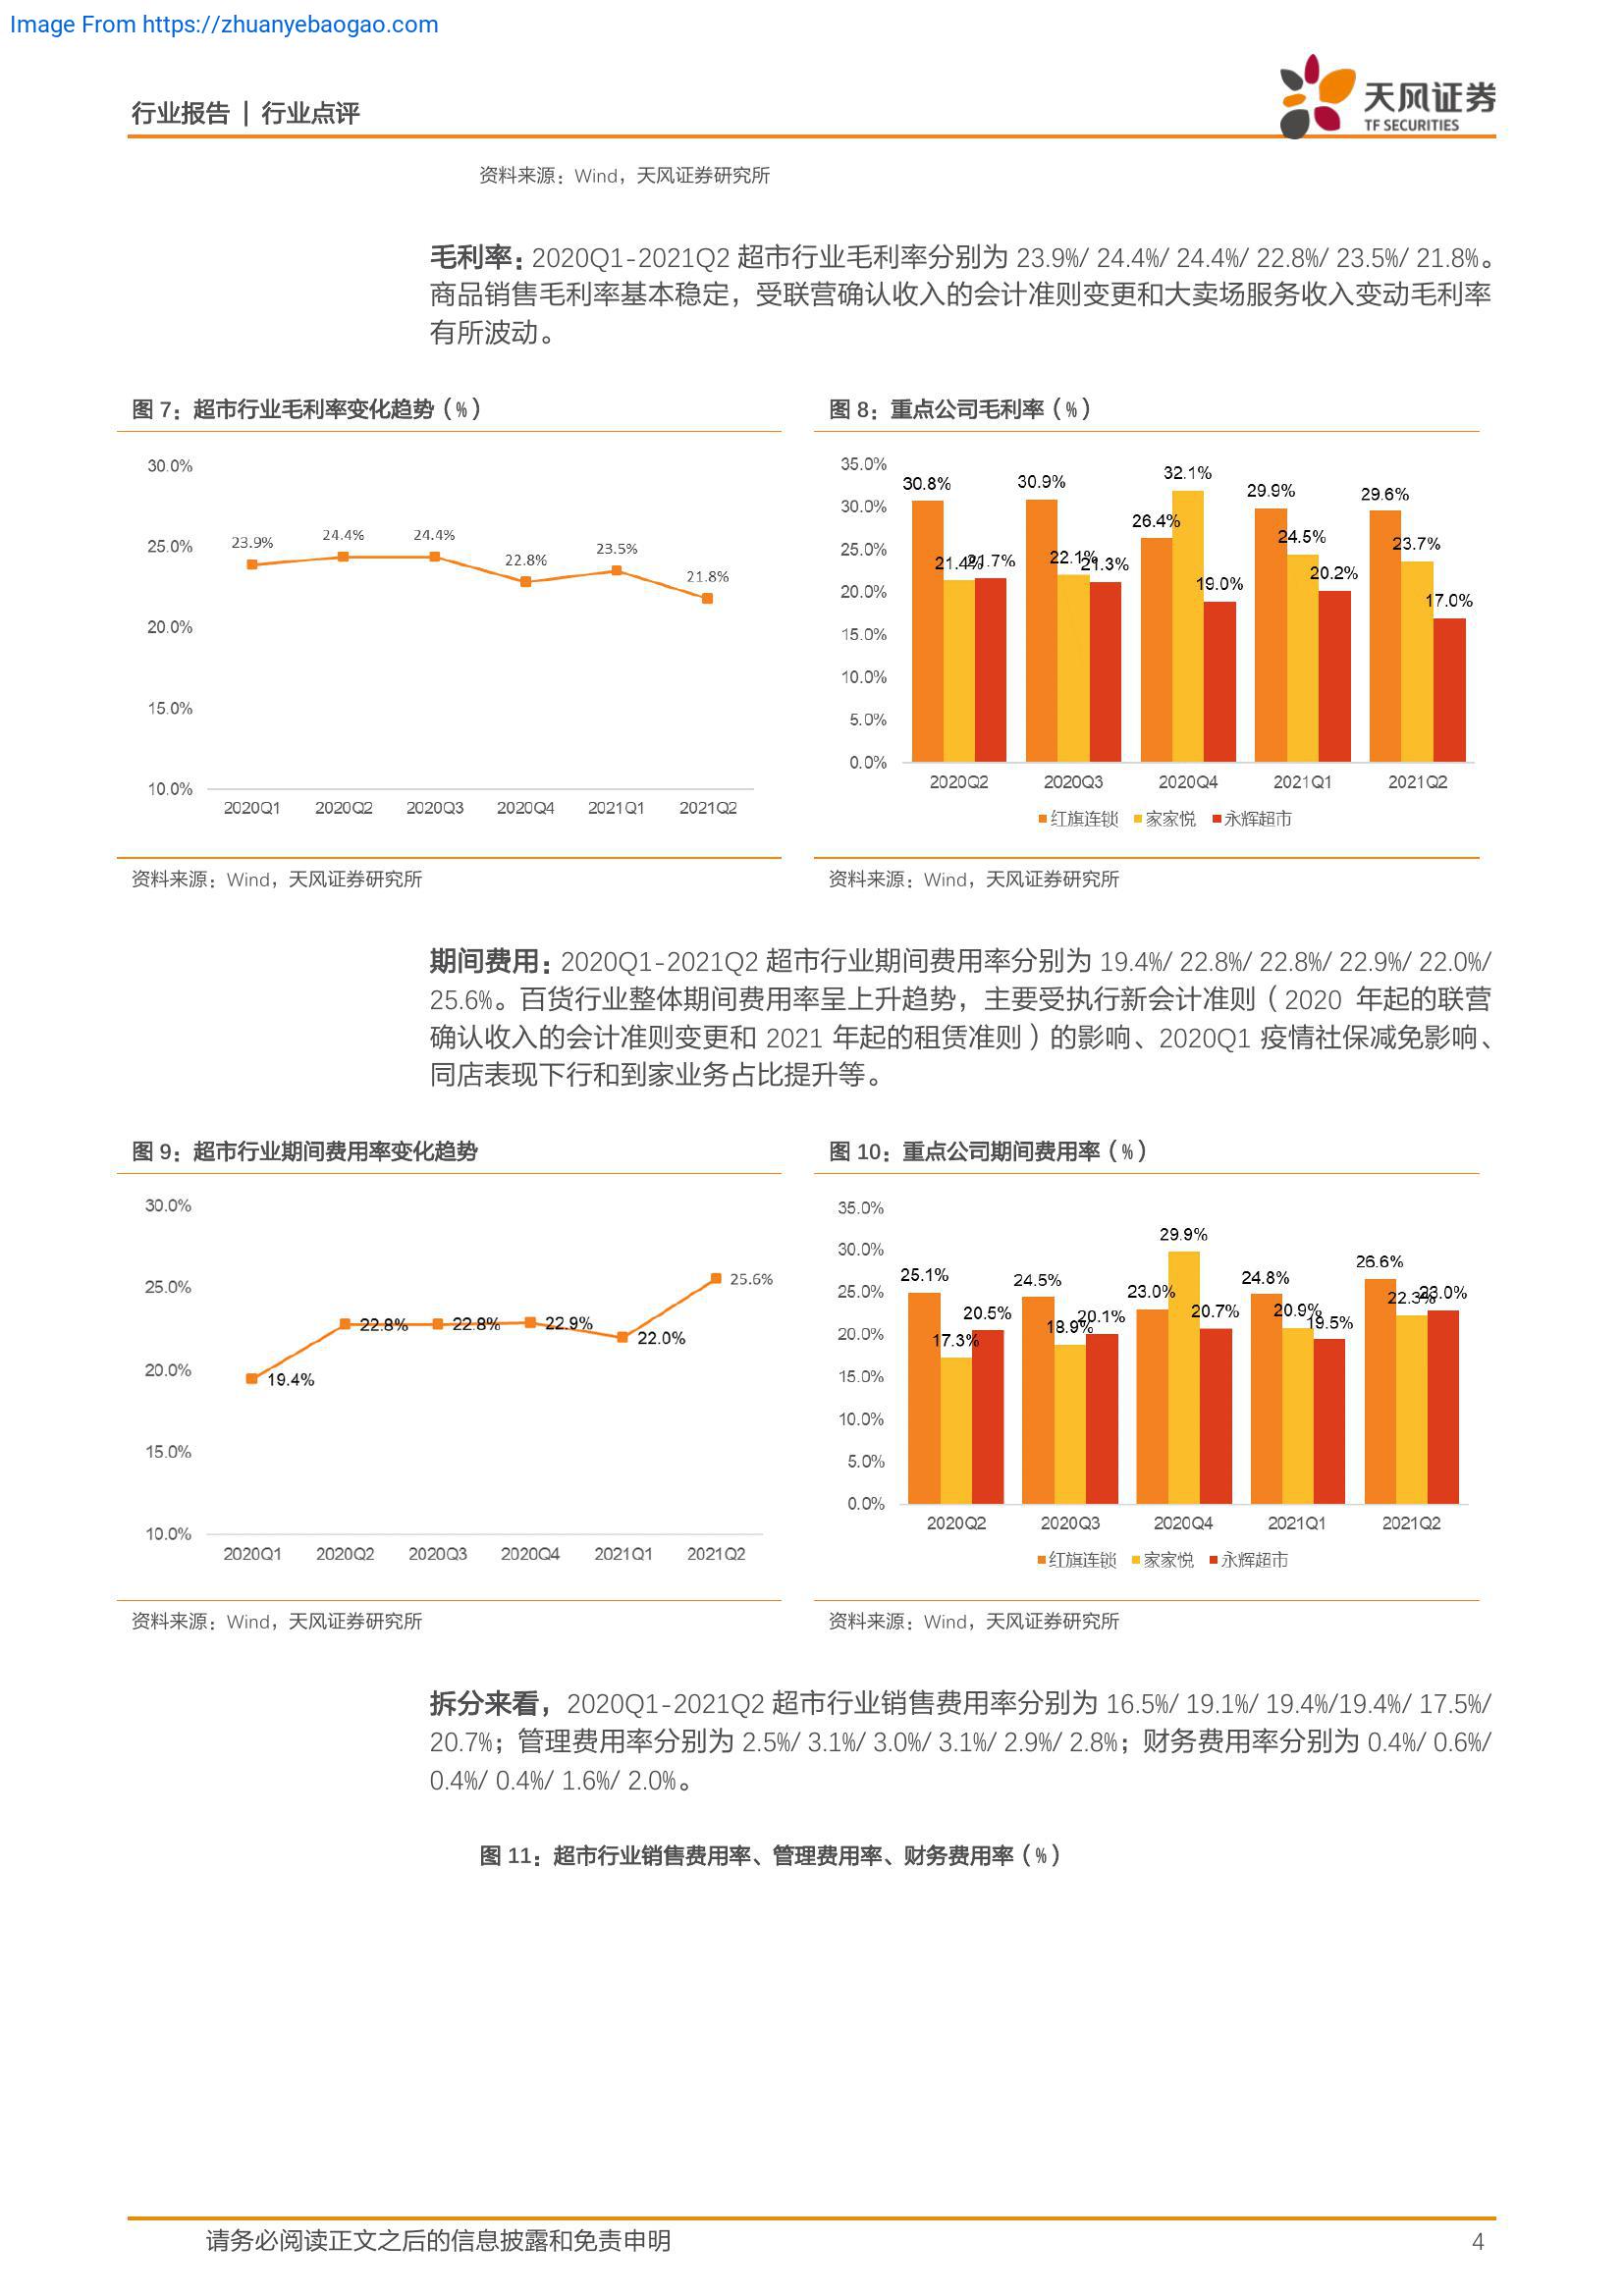 Image From https://zhuanyebaogao.com
行业报告 | 行业点评
天风证券
TF SECURITIES
资料来源：Wind，天风证券研究所
毛利率：2020Q1-2021Q2 超市行业毛利率分别为 23.9%/ 24.4%/ 24.4%/ 22.8%/ 23.5%/ 21.8%。
商品销售毛利率基本稳定，受联营确认收入的会计准则变更和大卖场服务收入变动毛利率
有所波动。
图 7：超市行业毛利率变化趋势（%）
30.0%
25.0%
20.0%
15.0%
10.0%
23.9%
24.4%
24.4%
22.8%
23.5%
21.8%
2020Q1 2020Q2 2020Q3 2020Q4 2021Q1 2021Q2
资料来源：Wind，天风证券研究所
图 8：重点公司毛利率（%）
35.0%
30.0%
25.0%
20.0%
15.0%
10.0%
5.0%
0.0%
30.8% 21.4% 21.7%
30.9% 22.1% 21.3%
26.4% 32.1% 19.0%
29.9% 24.5% 20.2%
29.6% 23.7% 17.0%
2020Q2 2020Q3 2020Q4 2021Q1 2021Q2
红旗连锁 家家悦 永辉超市
资料来源：Wind，天风证券研究所
期间费用：2020Q1-2021Q2 超市行业期间费用率分别为 19.4%/ 22.8%/ 22.8%/ 22.9%/ 22.0%/
25.6%。百货行业整体期间费用率呈上升趋势，主要受执行新会计准则（2020 年起的联营
确认收入的会计准则变更和 2021 年起的租赁准则）的影响、2020Q1 疫情社保减免影响、
同店表现下行和到家业务占比提升等。
图 9：超市行业期间费用率变化趋势
30.0%
25.0%
20.0%
15.0%
10.0%
19.4%
22.8%
22.8%
22.9%
22.0%
25.6%
2020Q1 2020Q2 2020Q3 2020Q4 2021Q1 2021Q2
资料来源：Wind，天风证券研究所
图 10：重点公司期间费用率（%）
35.0%
30.0%
25.0%
20.0%
15.0%
10.0%
5.0%
0.0%
25.1% 17.3% 20.5%
24.5% 18.9% 20.1%
23.0% 29.9% 20.7%
24.8% 20.9% 19.5%
26.6% 22.3% 23.0%
2020Q2 2020Q3 2020Q4 2021Q1 2021Q2
红旗连锁 家家悦 永辉超市
资料来源：Wind，天风证券研究所
拆分来看，2020Q1-2021Q2 超市行业销售费用率分别为 16.5%/ 19.1%/ 19.4%/19.4%/ 17.5%/
20.7%；管理费用率分别为 2.5%/ 3.1%/ 3.0%/ 3.1%/ 2.9%/ 2.8%；财务费用率分别为 0.4%/ 0.6%/
0.4%/ 0.4%/ 1.6%/ 2.0%。
图 11：超市行业销售费用率、管理费用率、财务费用率（%）
请务必阅读正文之后的信息披露和免责申明
4